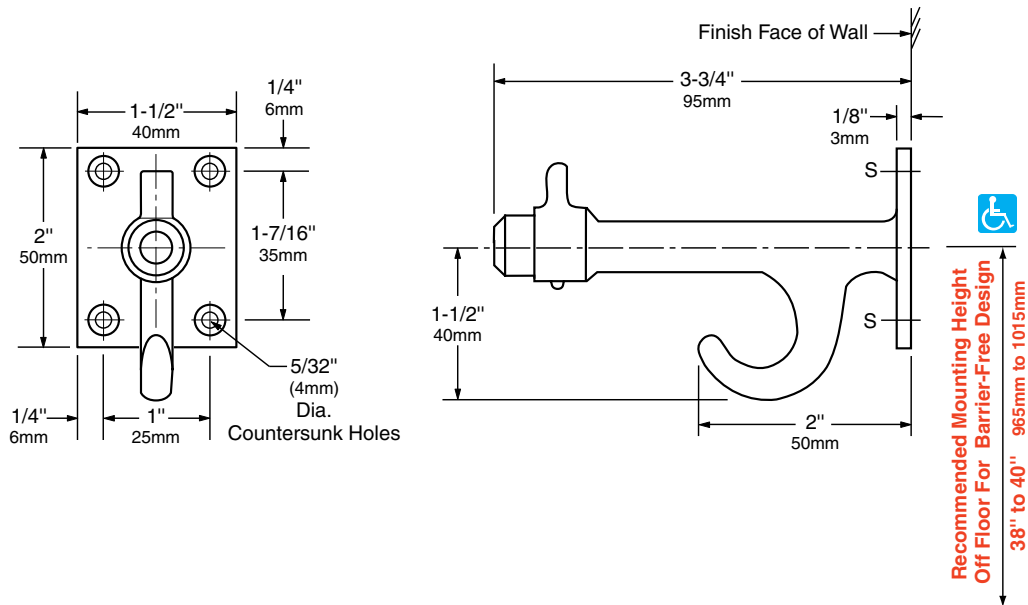 Finish Face of Wall
3-3/4"
95mm
1/4"
6mm
1-1/2"
40mm
1/8"
3mm
S
2"
50mm
1-7/16"
35mm
1-1/2"
40mm
S
5/32"
(4mm)
Dia.
Countersunk Holes
1/4"
6mm
1"
25mm
2"
50mm
Recommended Mounting Height
Off Floor For Barrier-Free Design
38" to 40" 965mm to 1015mm